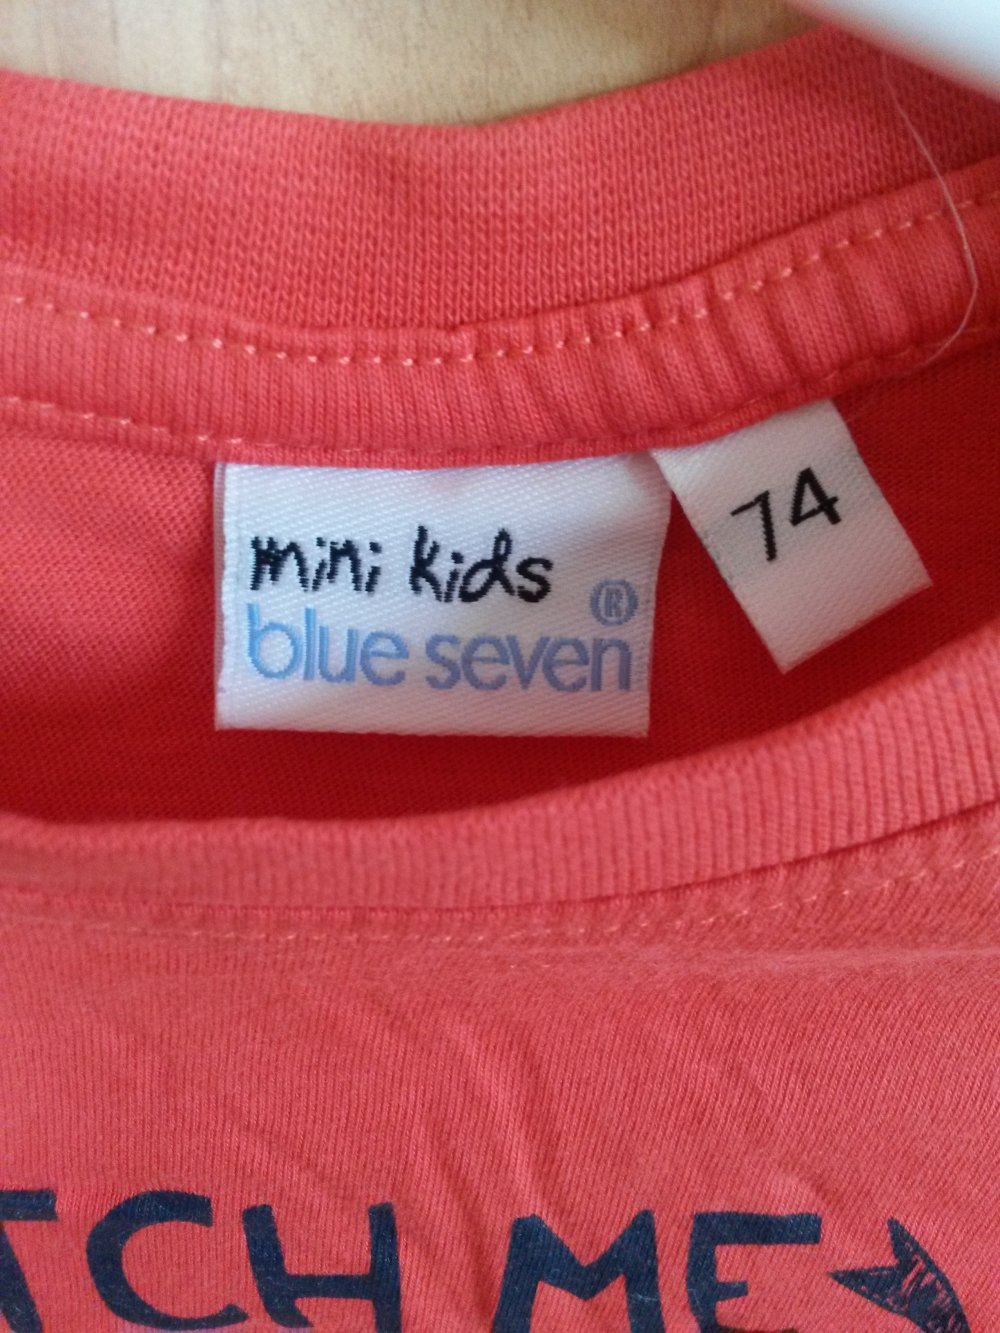 mini kids
blue seven®
74
TCH ME